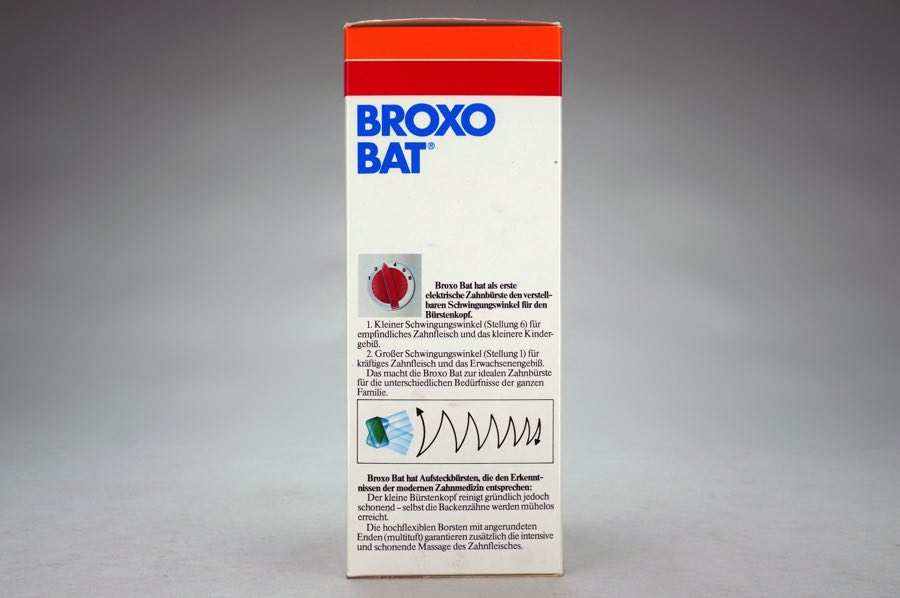 BROXO
BAT®
1 2 4 6 8
Broxo Bat hat als erste
elektrische Zahnbürste den verstell-
baren Schwingungswinkel für den
Bürstenkopf.
1. Kleiner Schwingungswinkel (Stellung 6) für
empfindliches Zahnfleisch und das kleinere Kinder-
gebiß,
2. Großer Schwingungswinkel (Stellung 1) für
kräftiges Zahnfleisch und das Erwachsenengebiß.
Das macht die Broxo Bat zur idealen Zahnbürste
für die unterschiedlichen Bedürfnisse der ganzen
Familie.
Broxo Bat hat Aufsteckbürsten, die den Erkennt-
nissen der modernen Zahnmedizin entsprechen:
Der kleine Bürstenkopf reinigt gründlich jedoch
schonend – selbst die Backenzähne werden mühelos
erreicht.
Die hochflexiblen Borsten mit angerundeten
Enden (multituft) garantieren zusätzlich die intensive
und schonende Massage des Zahnfleisches.